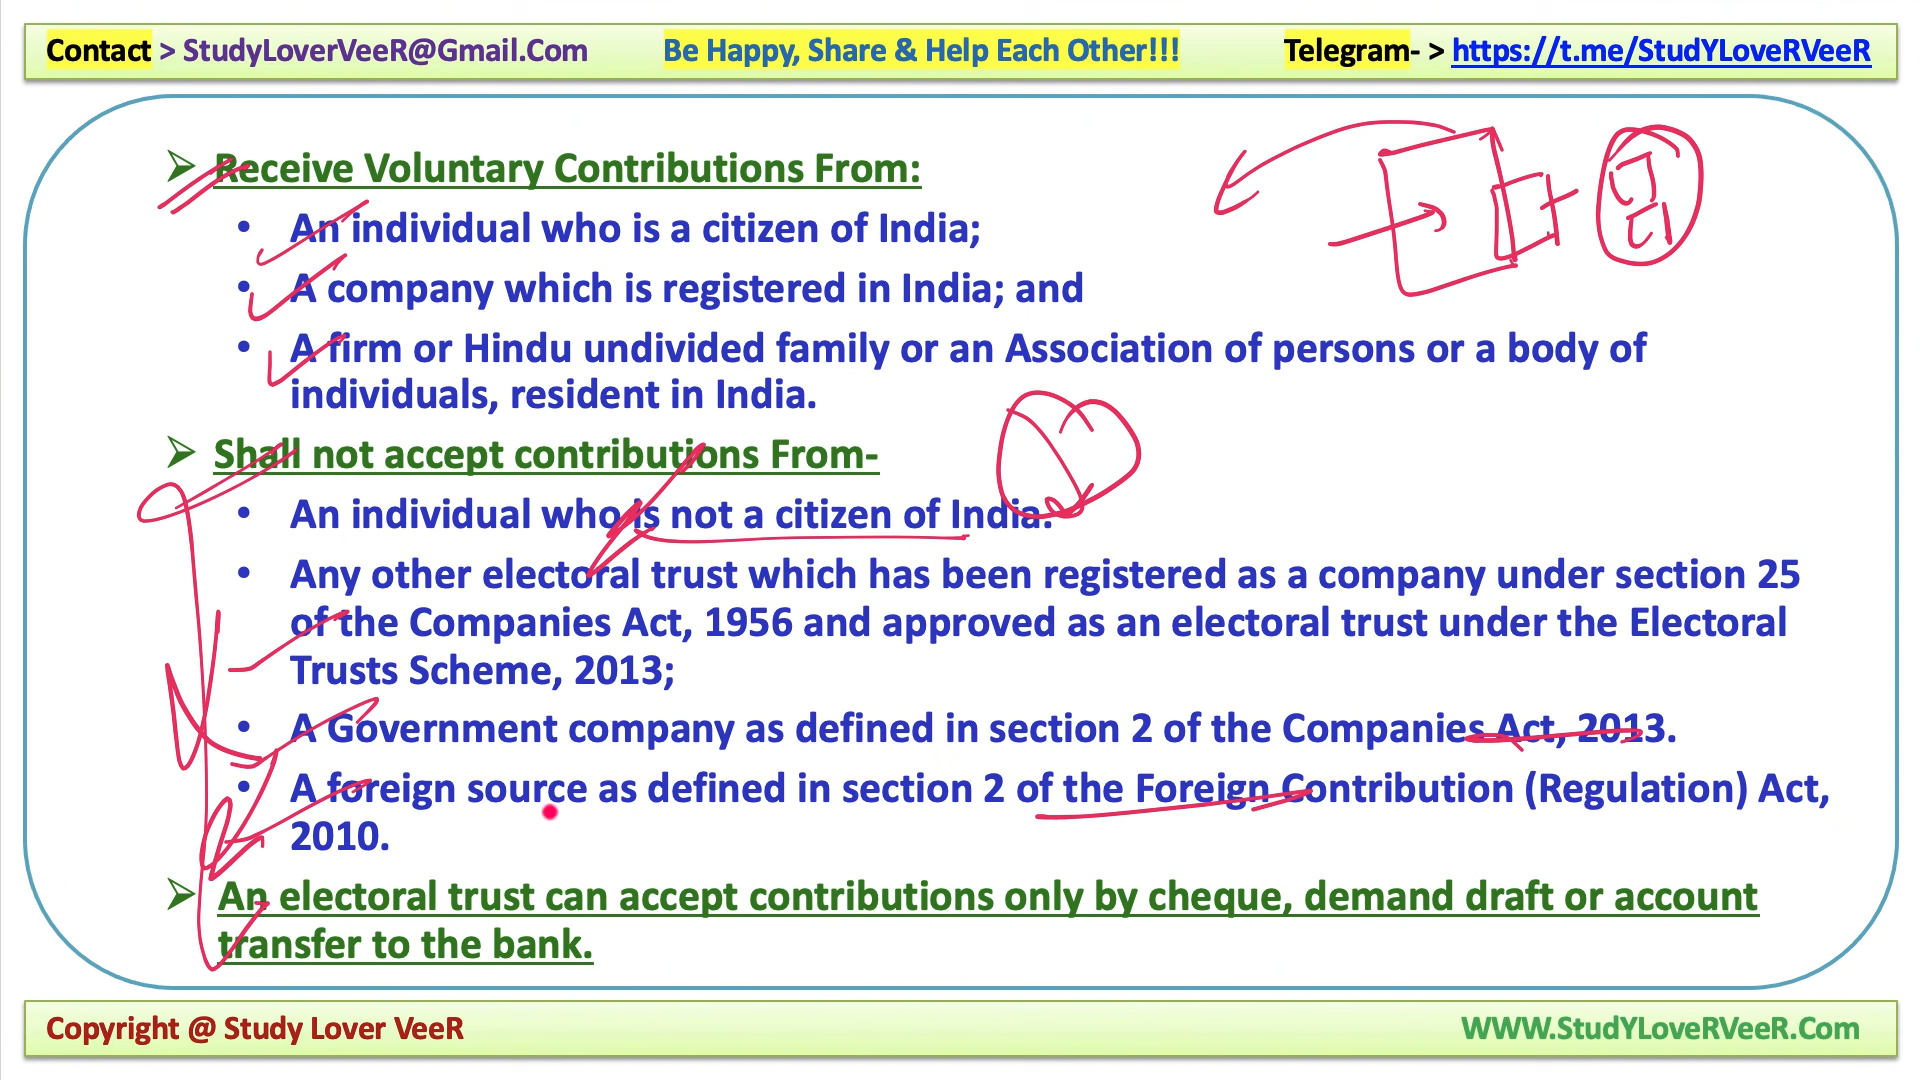 Contact > StudyLoverVeeR@Gmail.Com Be Happy, Share & Help Each Other!!! Telegram- > https://t.me/StudYLoveRVeeR
➢ Receive Voluntary Contributions From:
• An individual who is a citizen of India;
• A company which is registered in India; and
• A firm or Hindu undivided family or an Association of persons or a body of
individuals, resident in India.
➢ Shall not accept contributions From-
• An individual who is not a citizen of India.
• Any other electoral trust which has been registered as a company under section 25
of the Companies Act, 1956 and approved as an electoral trust under the Electoral
Trusts Scheme, 2013;
• A Government company as defined in section 2 of the Companies Act, 2013.
• A foreign source as defined in section 2 of the Foreign Contribution (Regulation) Act,
2010.
➢ An electoral trust can accept contributions only by cheque, demand draft or account
transfer to the bank.
Copyright @ Study Lover VeeR WWW.StudYLoveRVeeR.Com